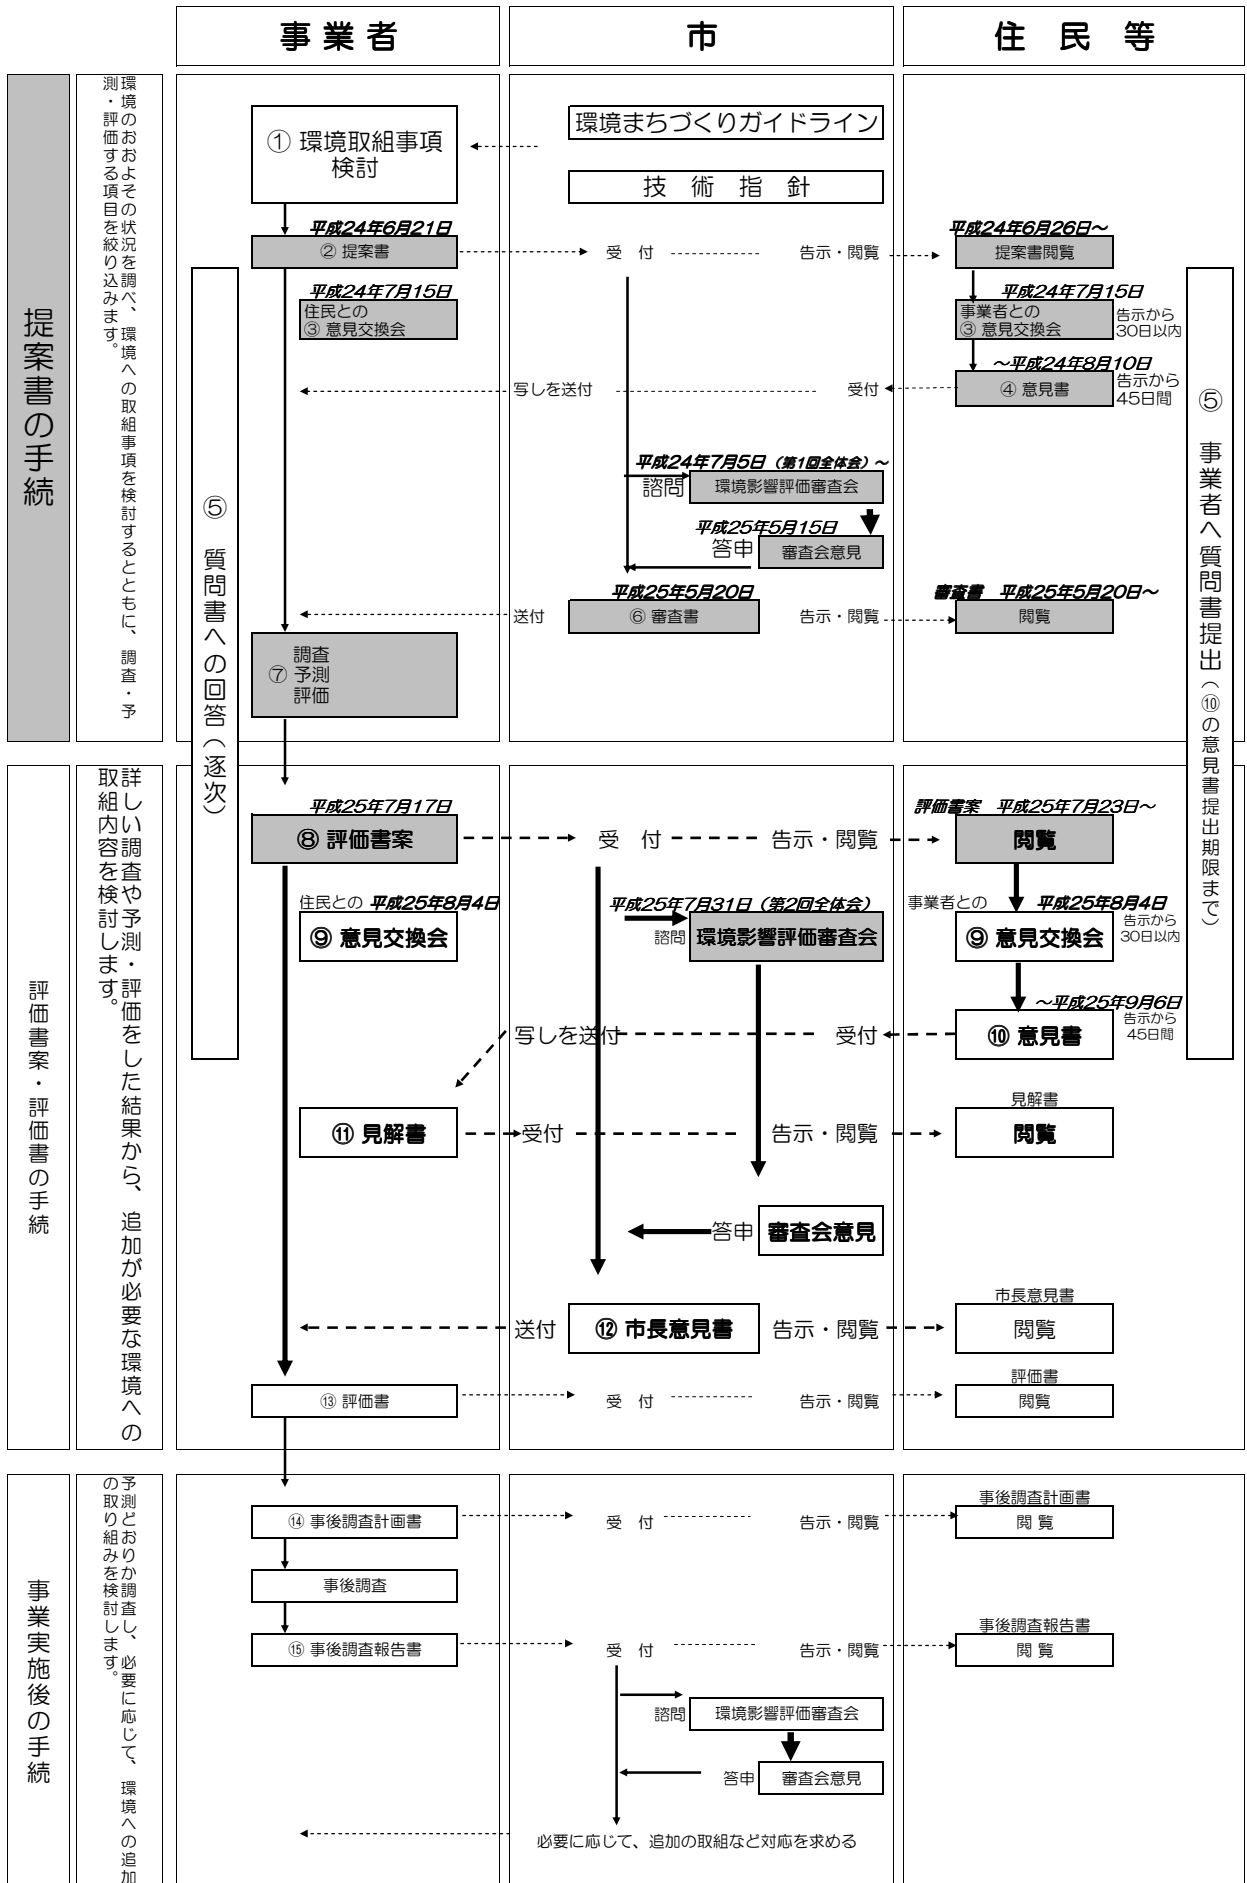 事業者
市
住民等
提案書の手続
環境のおおよその状況を調べ、環境への取組事項を検討するとともに、調査・予
測・評価する項目を絞り込みます。
環境まちづくりガイドライン
① 環境取組事項
検討
技術指針
平成24年6月21日
平成24年6月26日～
② 提案書
受付
告示・閲覧
提案書閲覧
平成24年7月15日
平成24年7月15日
住民との
③ 意見交換会
事業者との
③ 意見交換会
告示から
30日以内
～平成24年8月10日
写しを送付
受付
④ 意見書
告示から
45日間
⑤ 質問書への回答（逐次）
⑤ 事業者へ質問書提出（⑩の意見書提出期限まで）
平成24年7月5日（第1回全体会）～
諮問
環境影響評価審査会
平成25年5月15日
答申
審査会意見
平成25年5月20日
審査書 平成25年5月20日～
送付
⑥ 審査書
告示・閲覧
閲覧
調査
⑦ 予測
評価
評価書案・評価書の手続
詳しい調査や予測・評価をした結果から、追加が必要な環境への
取組内容を検討します。
平成25年7月17日
評価書案 平成25年7月23日～
⑧ 評価書案
受付
告示・閲覧
閲覧
住民との 平成25年8月4日
平成25年7月31日（第2回全体会）
事業者との 平成25年8月4日
⑨ 意見交換会
諮問
環境影響評価審査会
⑨ 意見交換会
告示から
30日以内
～平成25年9月6日
写しを送付
受付
⑩ 意見書
告示から
45日間
見解書
⑪ 見解書
受付
告示・閲覧
閲覧
答申
審査会意見
市長意見書
送付
⑫ 市長意見書
告示・閲覧
閲覧
評価書
⑬ 評価書
受付
告示・閲覧
閲覧
事業実施後の手続
予測どおりか調査し、必要に応じて、環境への追加
の取り組みを検討します。
事後調査計画書
⑭ 事後調査計画書
受付
告示・閲覧
閲覧
事後調査
事後調査報告書
⑮ 事後調査報告書
受付
告示・閲覧
閲覧
諮問
環境影響評価審査会
答申
審査会意見
必要に応じて、追加の取組など対応を求める